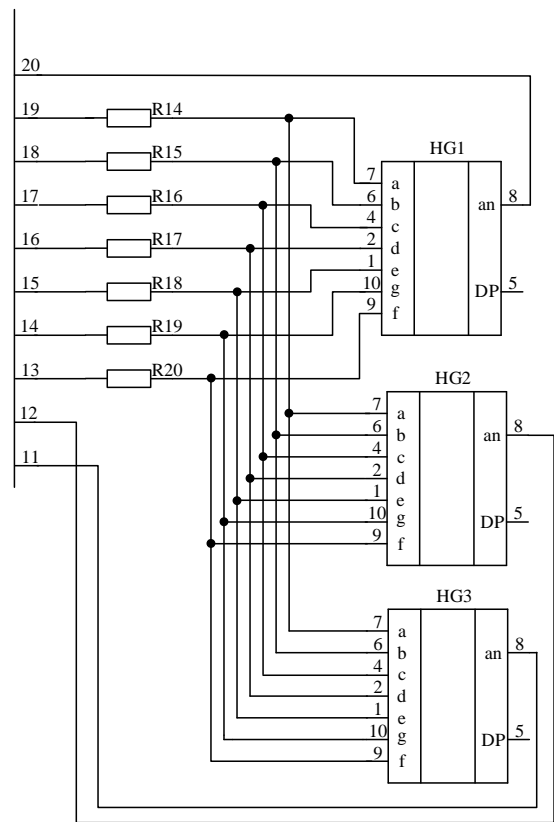 20
19 R14
18 R15 HG1
17 R16
16 R17
15 R18
14 R19
13 R20
12
11
7 a
6 b an 8
4 c
2 d
1 e
10 g DP 5
9 f
HG2
7 a
6 b an 8
4 c
2 d
1 e
10 g DP 5
9 f
HG3
7 a
6 b an 8
4 c
2 d
1 e
10 g DP 5
9 f